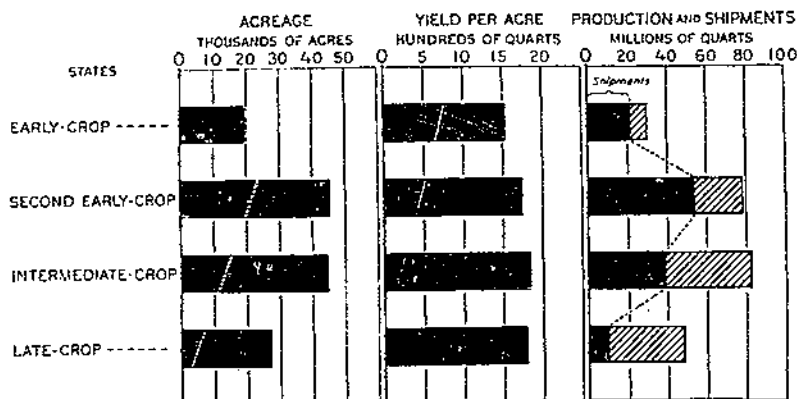 ACREAGE
THOUSANDS OF ACRES
0 10 20 30 40 50
YIELD PER ACRE
HUNDREDS OF QUARTS
0 5 10 15 20
PRODUCTION AND SHIPMENTS
MILLIONS OF QUARTS
0 20 40 60 80 100
STATES
Shipments
EARLY-CROP
SECOND EARLY-CROP
INTERMEDIATE-CROP
LATE-CROP